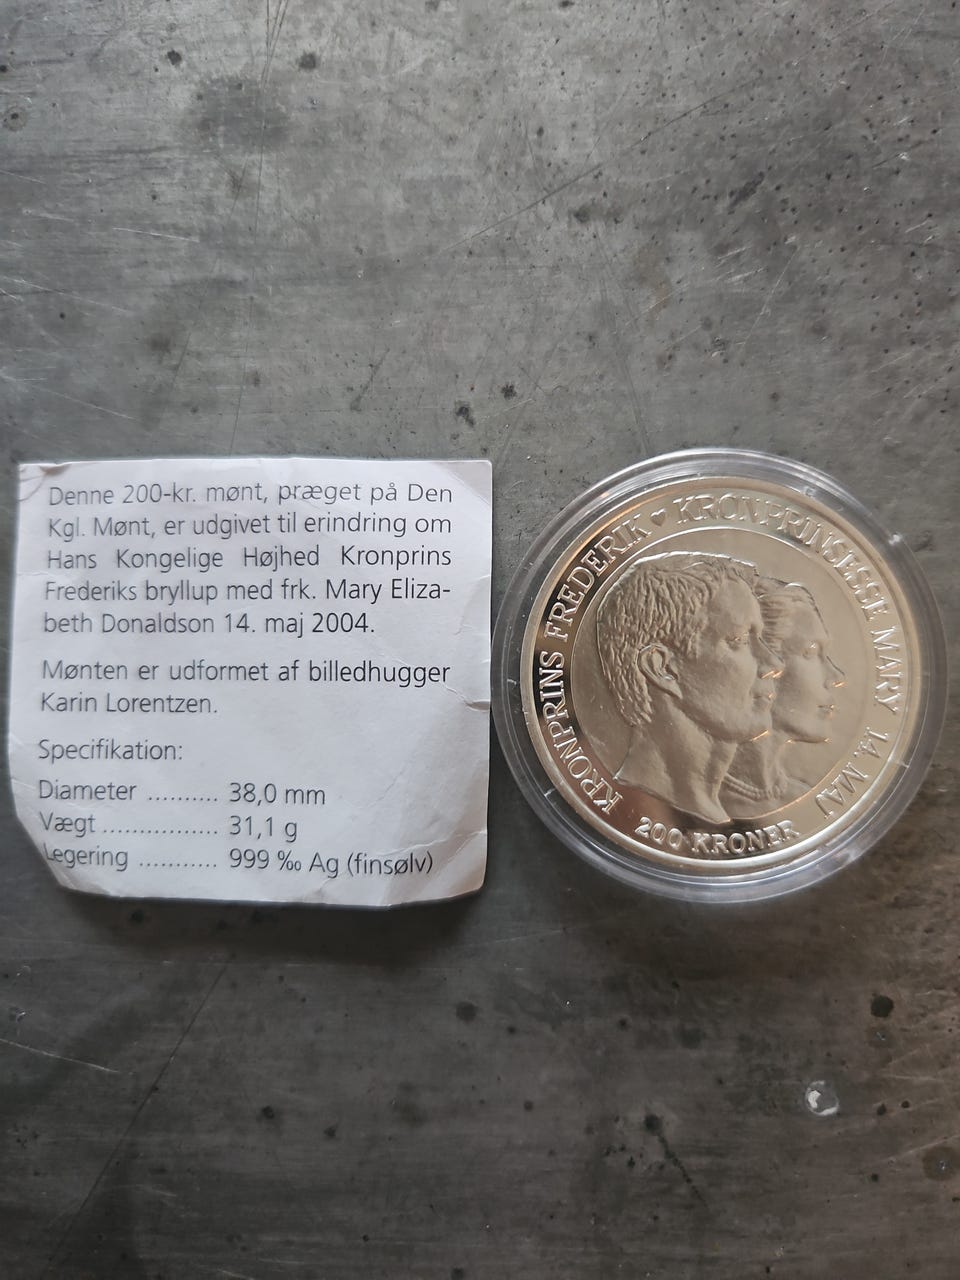 Denne 200-kr. mønt, præget på Den
Kgl. Mønt, er udgivet til erindring om
Hans Kongelige Højhed Kronprins
Frederiks bryllup med frk. Mary Eliza-
beth Donaldson 14. maj 2004.
Mønten er udformet af billedhugger
Karin Lorentzen.
Specifikation:
Diameter .......... 38,0 mm
Vægt ................ 31,1 g
Legering ........... 999 ‰ Ag (finsølv)
KRONPRINS FREDERIK ♥ KRONPRINSESSE MARY 14. MAJ
200 KRONER